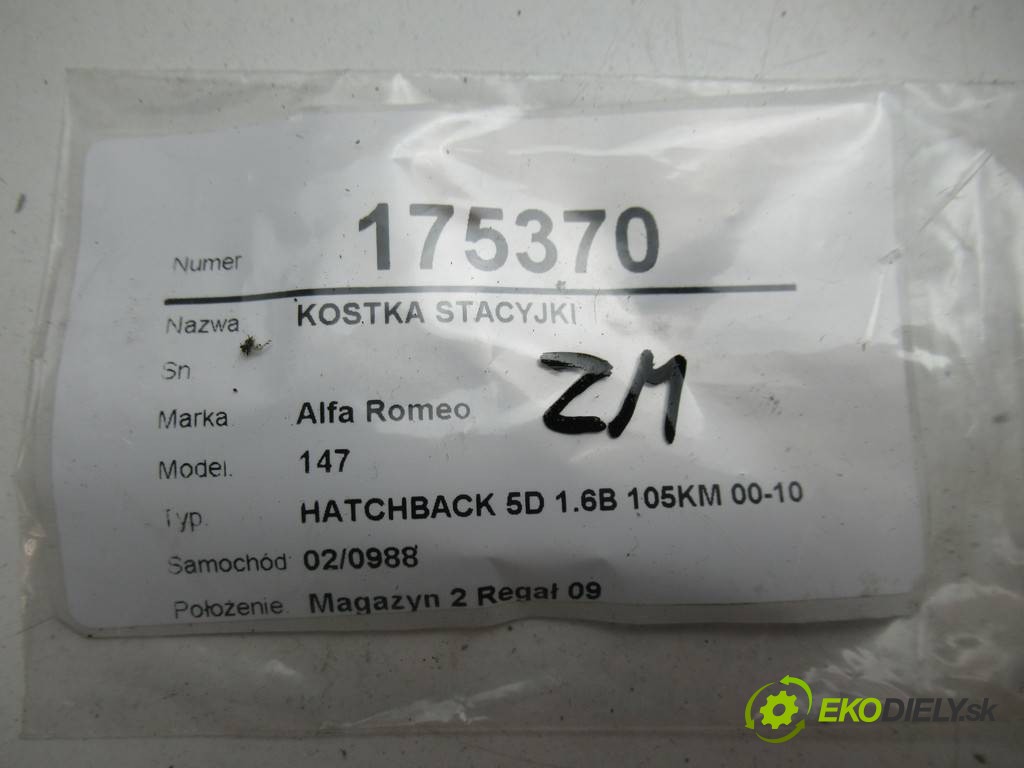 175370
Numer
Nazwa KOSTKA STACYJKI
Sn
ZM
Marka Alfa Romeo
Model. 147
Typ. HATCHBACK 5D 1.6B 105KM 00-10
Samochód 02/0988
Położenie. Magazyn 2 Regał 09
EKODIELY.sk